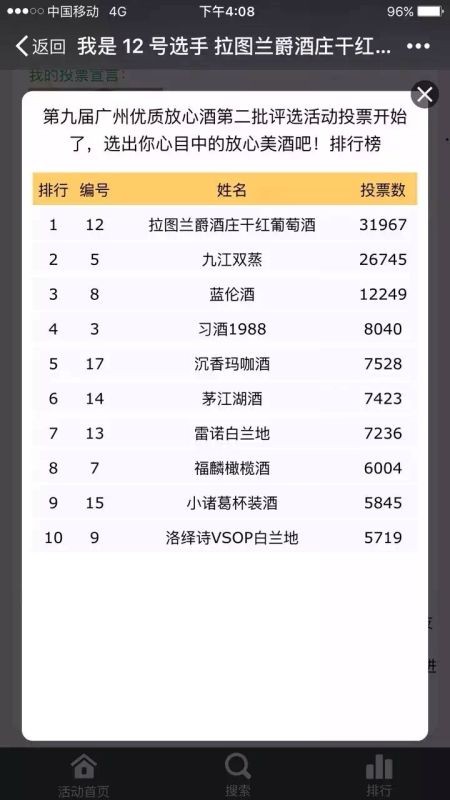 中国移动 4G 下午4:08 96%
返回 我是 12 号选手 拉图兰爵酒庄干红...
我的投票宣言:
第九届广州优质放心酒第二批评选活动投票开始
了，选出你心目中的放心美酒吧！排行榜
排行 编号 姓名 投票数
1 12 拉图兰爵酒庄干红葡萄酒 31967
2 5 九江双蒸 26745
3 8 蓝伦酒 12249
4 3 习酒1988 8040
5 17 沉香玛咖酒 7528
6 14 茅江湖酒 7423
7 13 雷诺白兰地 7236
8 7 福麟橄榄酒 6004
9 15 小诸葛杯装酒 5845
10 9 洛绎诗VSOP白兰地 5719
进
活动首页 搜索 排行